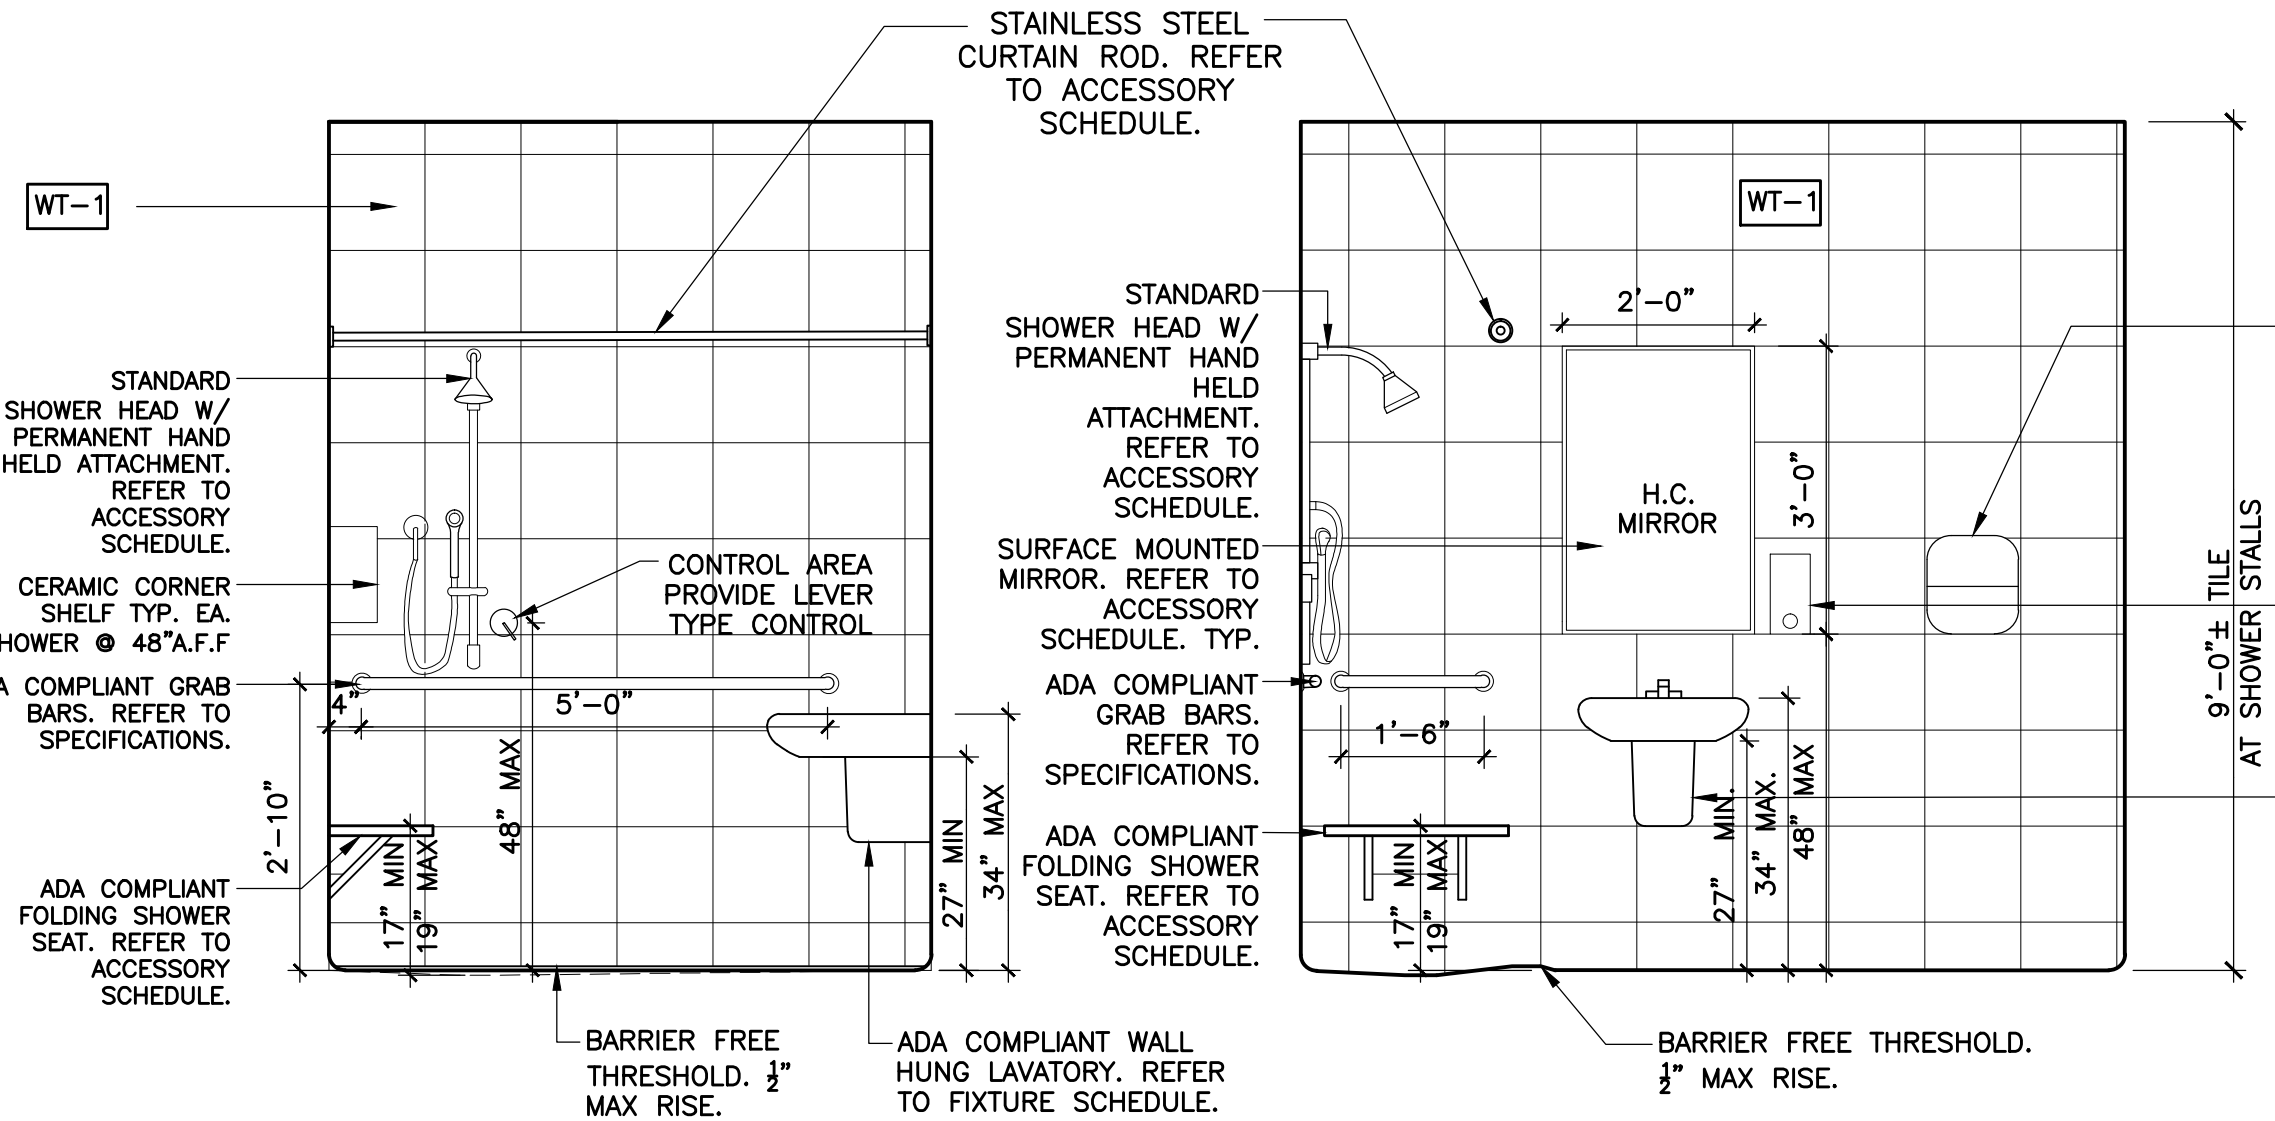 STAINLESS STEEL
CURTAIN ROD. REFER
TO ACCESSORY
SCHEDULE.
WT-1
STANDARD
SHOWER HEAD W/
PERMANENT HAND
HELD ATTACHMENT.
REFER TO
ACCESSORY
SCHEDULE.
CERAMIC CORNER
SHELF TYP. EA.
HOWER @ 48"A.F.F
A COMPLIANT GRAB
BARS. REFER TO
SPECIFICATIONS.
ADA COMPLIANT
FOLDING SHOWER
SEAT. REFER TO
ACCESSORY
SCHEDULE.
CONTROL AREA
PROVIDE LEVER
TYPE CONTROL
4"
5'-0"
2'-10"
17" MIN
19" MAX
48" MAX
27" MIN
34" MAX
BARRIER FREE
THRESHOLD. ½"
MAX RISE.
ADA COMPLIANT WALL
HUNG LAVATORY. REFER
TO FIXTURE SCHEDULE.
WT-1
STANDARD
SHOWER HEAD W/
PERMANENT HAND
HELD
ATTACHMENT.
REFER TO
ACCESSORY
SCHEDULE.
SURFACE MOUNTED
MIRROR. REFER TO
ACCESSORY
SCHEDULE. TYP.
ADA COMPLIANT
GRAB BARS.
REFER TO
SPECIFICATIONS.
ADA COMPLIANT
FOLDING SHOWER
SEAT. REFER TO
ACCESSORY
SCHEDULE.
2'-0"
H.C.
MIRROR
3'-0"
1'-6"
17" MIN
19" MAX
27" MIN.
34" MAX.
48" MAX
9'-0"± TILE
AT SHOWER STALLS
BARRIER FREE THRESHOLD.
½" MAX RISE.